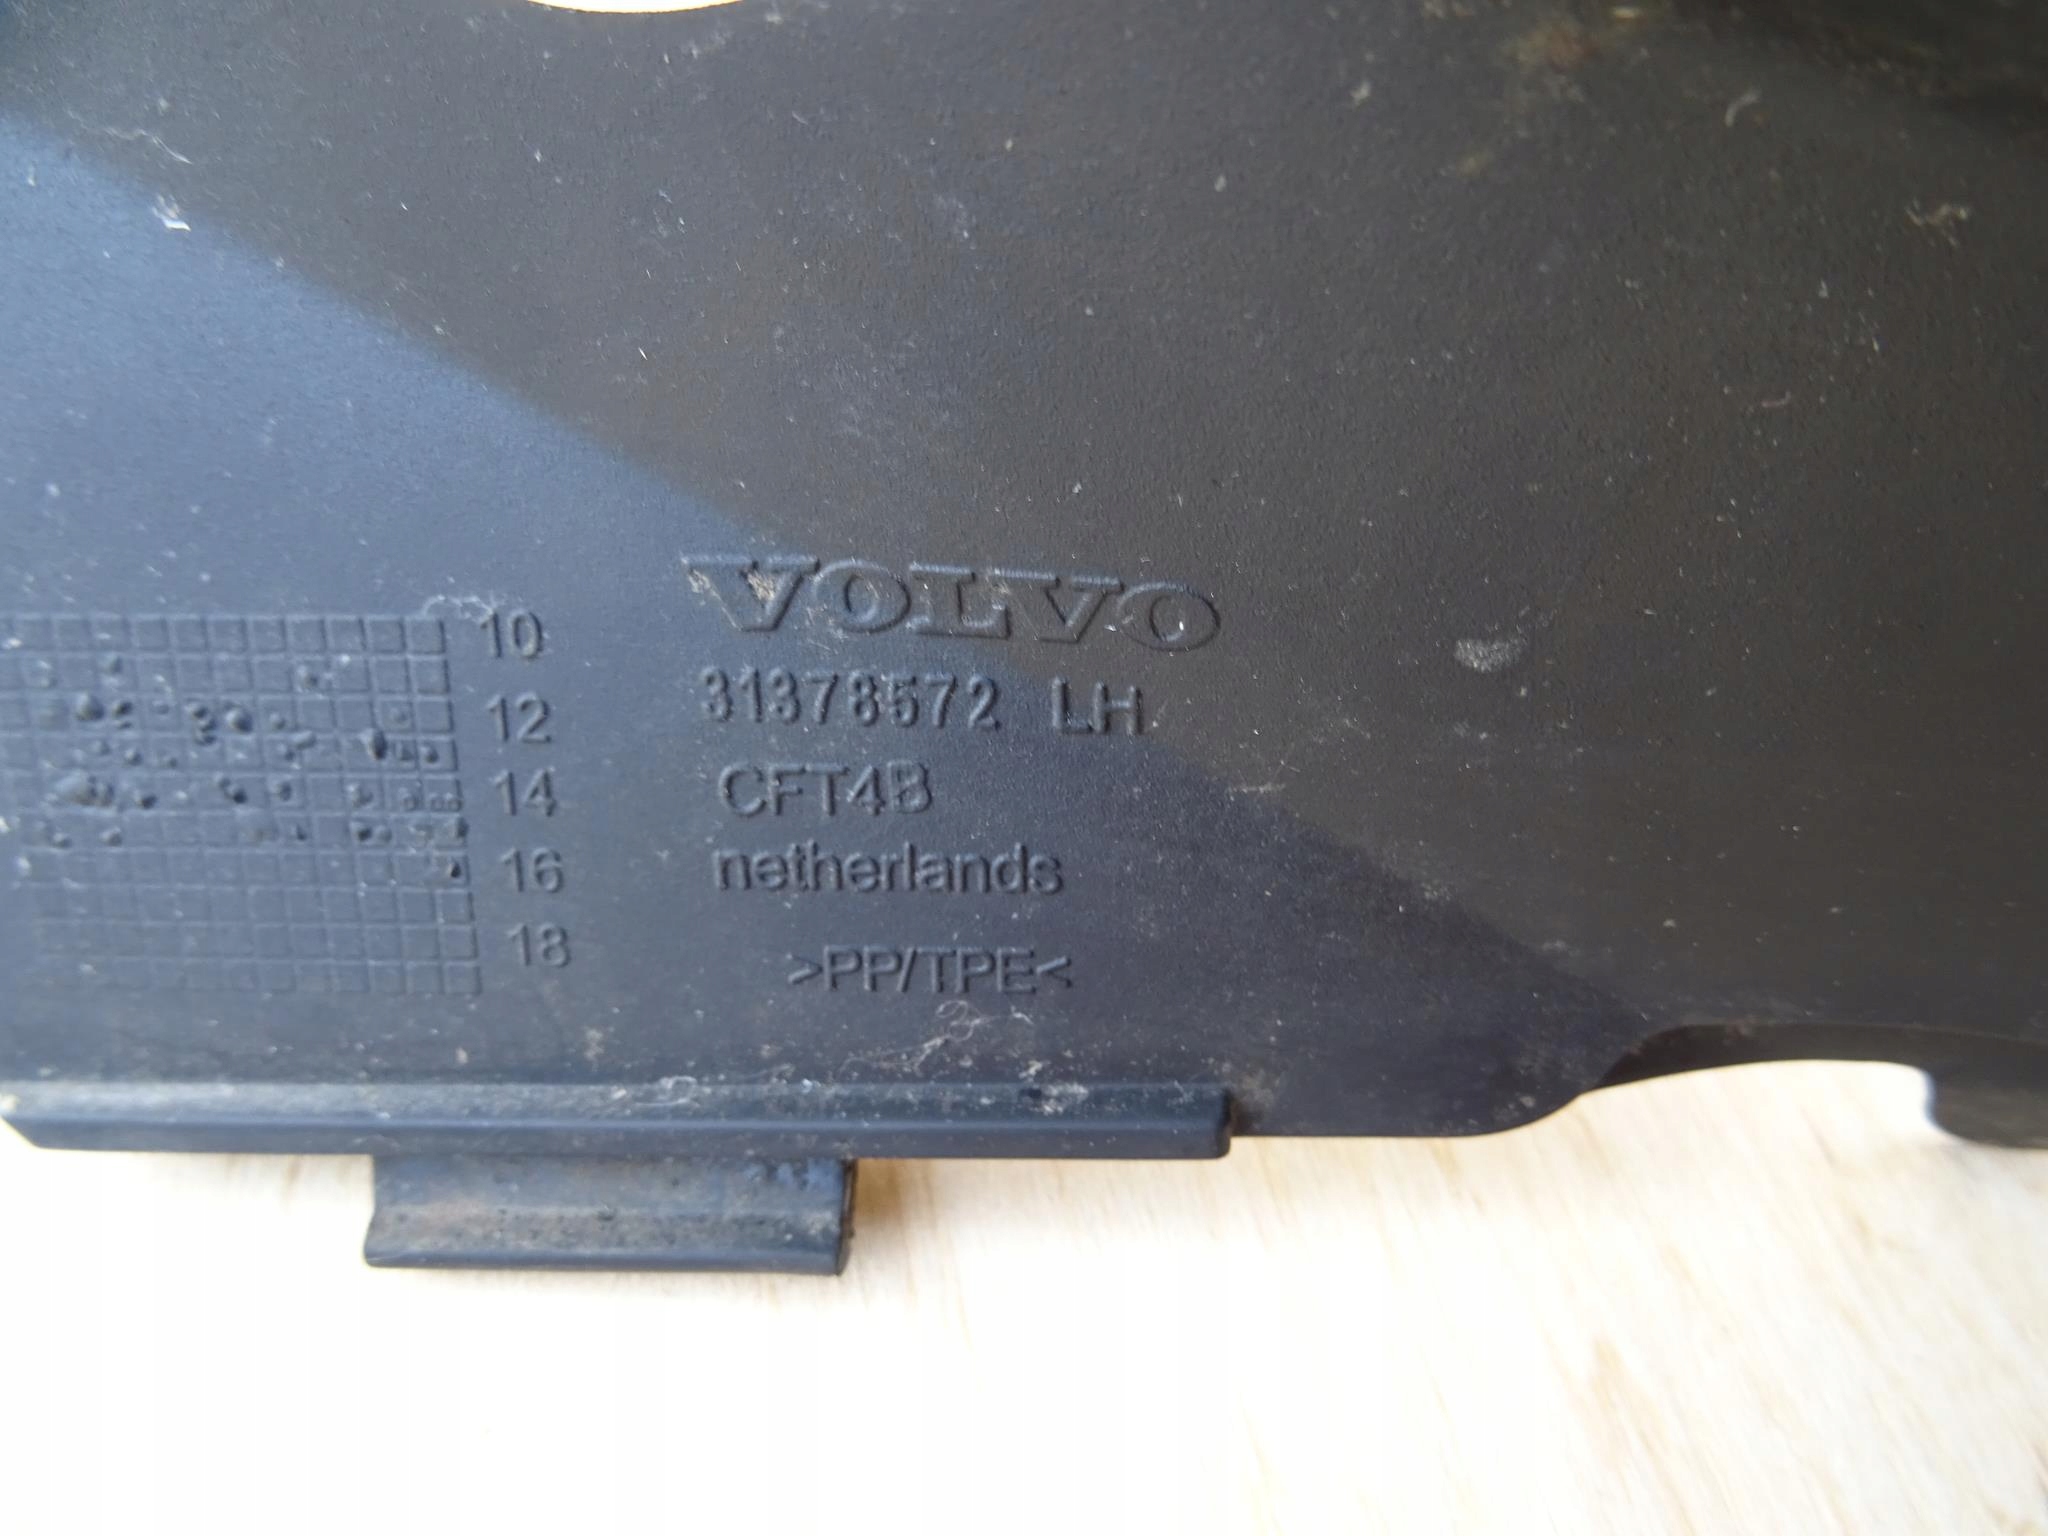 VOLVO
31378572 LH
CFT4B
netherlands
>PP/TPE<
10
12
14
16
18